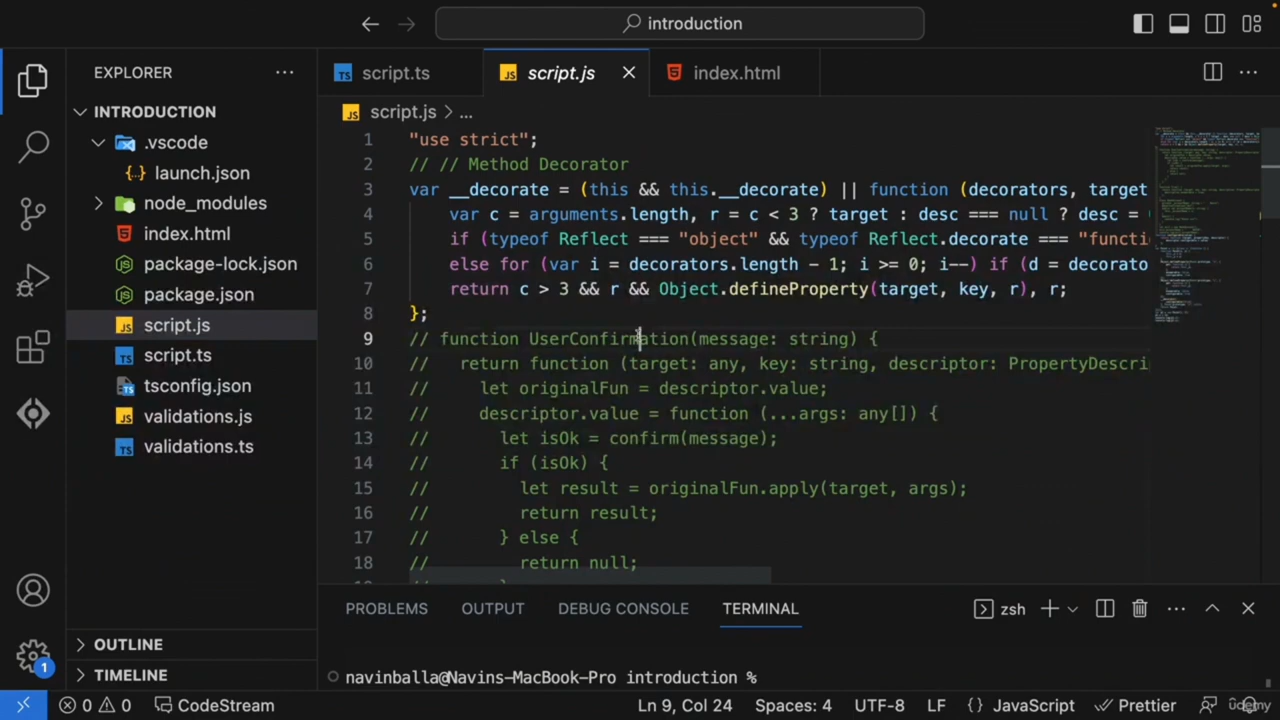 introduction
EXPLORER
script.ts
script.js
index.html
INTRODUCTION
script.js > ...
.vscode
launch.json
node_modules
index.html
package-lock.json
package.json
script.js
script.ts
tsconfig.json
validations.js
validations.ts
OUTLINE
TIMELINE
1 "use strict";
2 // // Method Decorator
3 var __decorate = (this && this.__decorate) || function (decorators, target
4 var c = arguments.length, r = c < 3 ? target : desc === null ? desc =
5 if (typeof Reflect === "object" && typeof Reflect.decorate === "functi
6 else for (var i = decorators.length - 1; i >= 0; i--) if (d = decorato
7 return c > 3 && r && Object.defineProperty(target, key, r), r;
8 };
9 // function UserConfirmation(message: string) {
10 // return function (target: any, key: string, descriptor: PropertyDescri
11 // let originalFun = descriptor.value;
12 // descriptor.value = function (...args: any[]) {
13 // let isOk = confirm(message);
14 // if (isOk) {
15 // let result = originalFun.apply(target, args);
16 // return result;
17 // } else {
18 // return null;
PROBLEMS OUTPUT DEBUG CONSOLE TERMINAL
zsh
navinballa@Navins-MacBook-Pro introduction %
1
0 0 CodeStream
Ln 9, Col 24 Spaces: 4 UTF-8 LF {} JavaScript Prettier
udemy